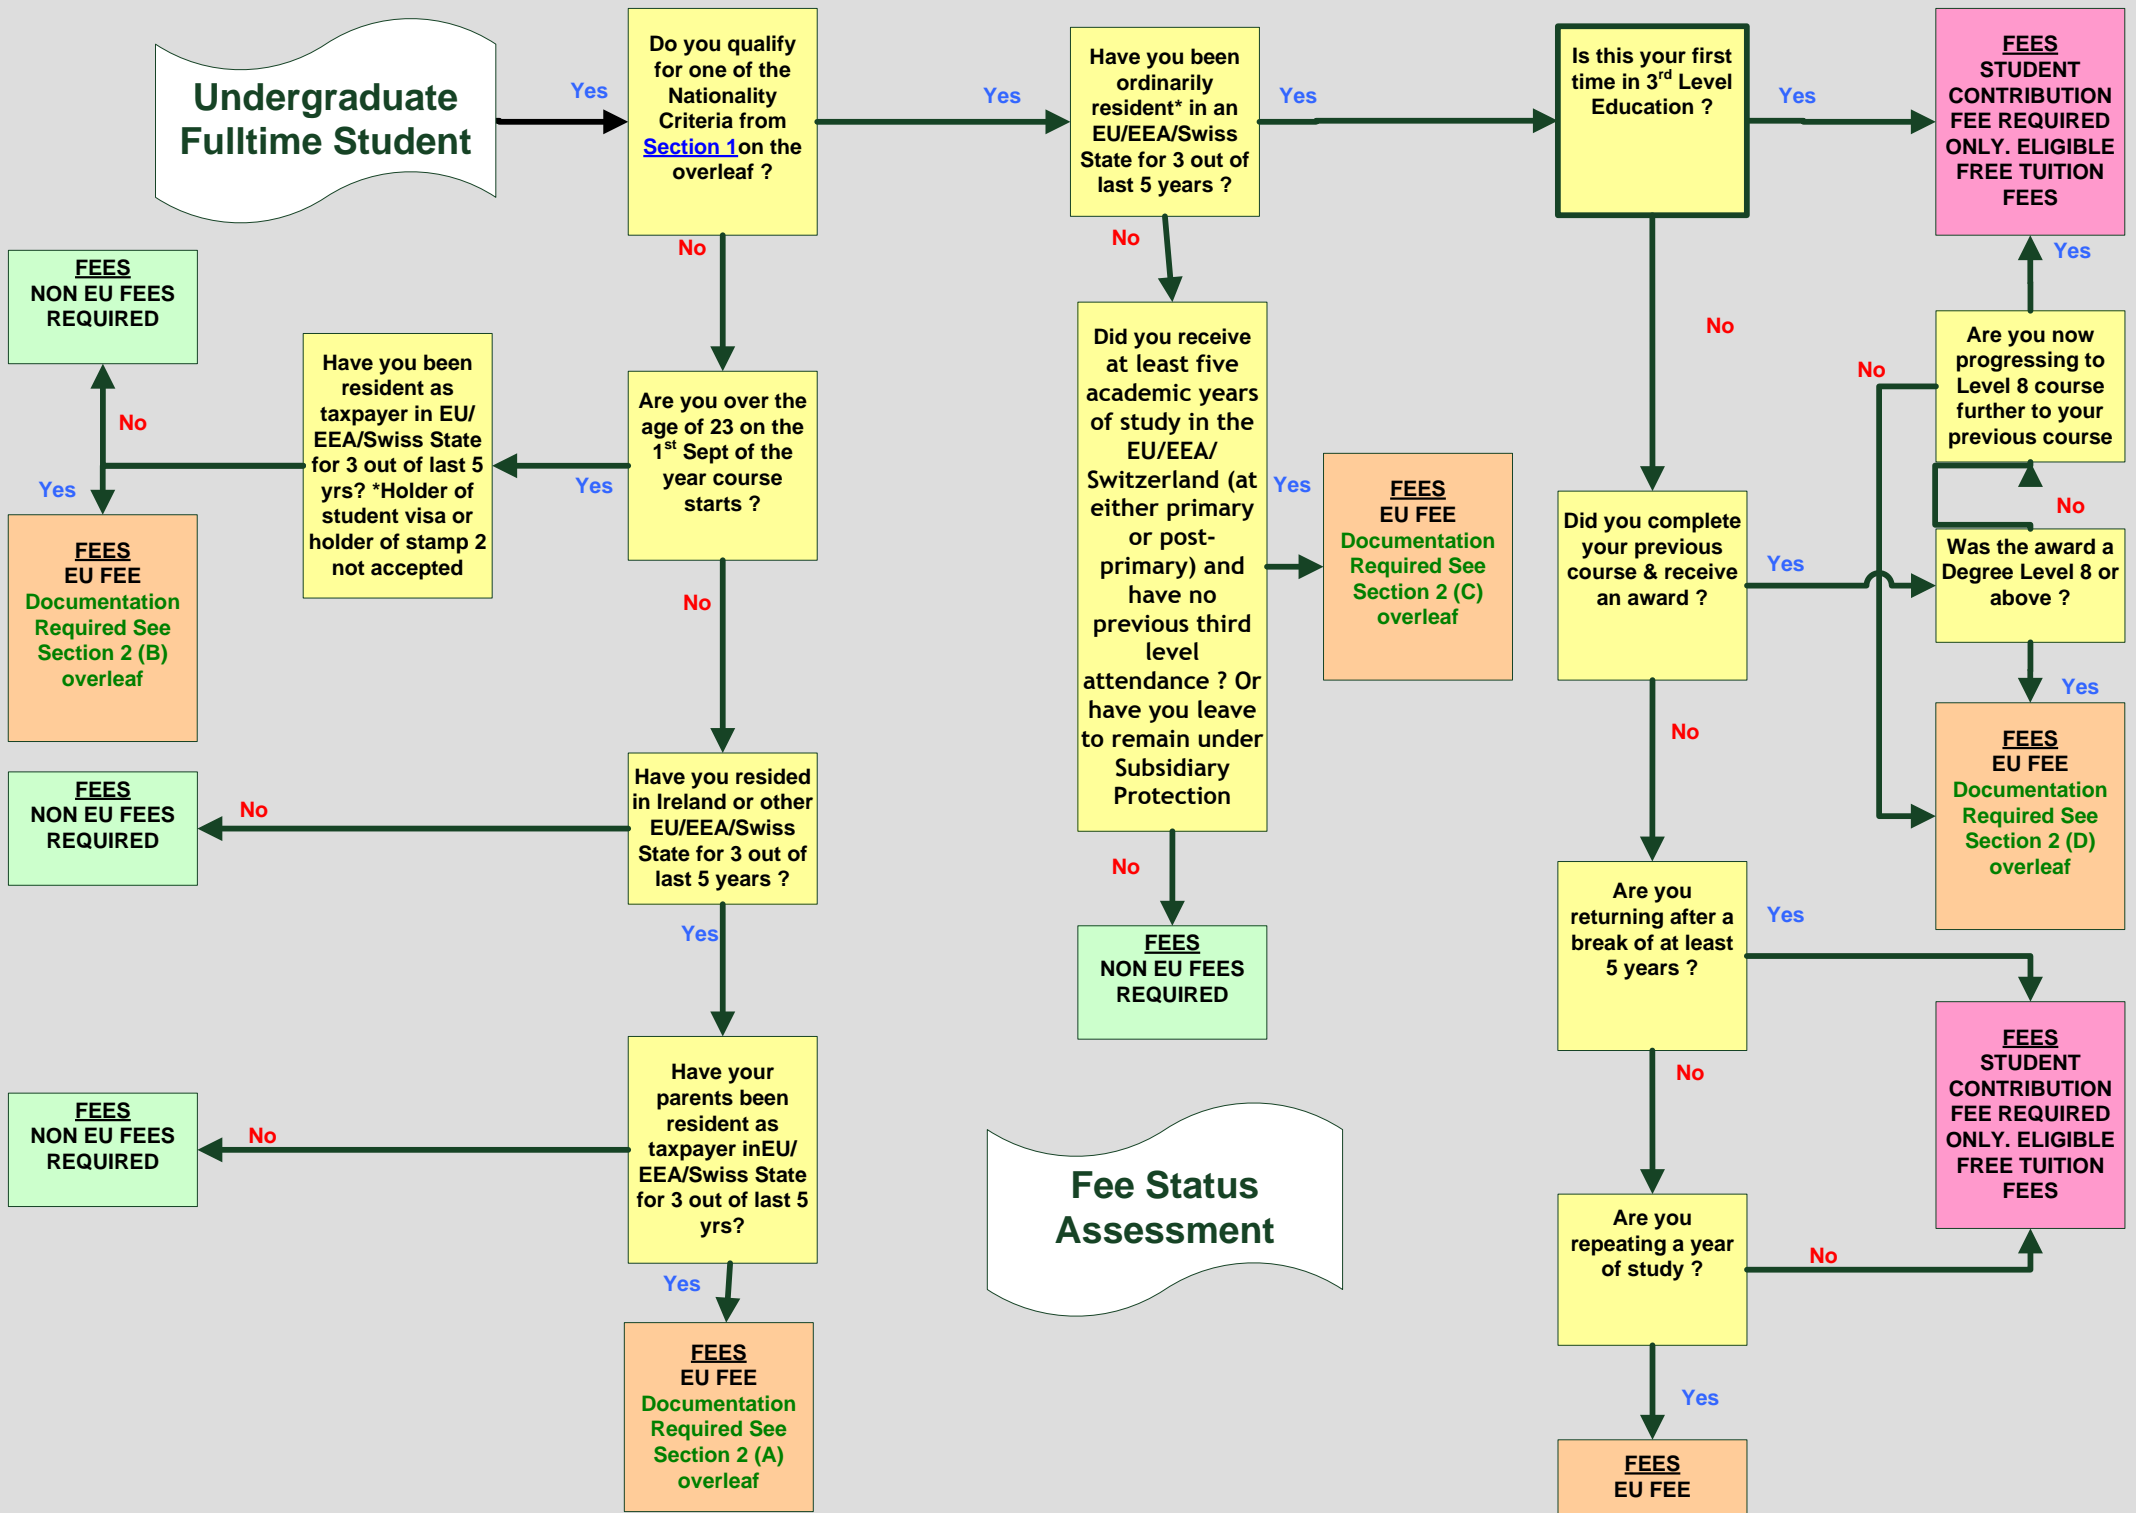 Undergraduate
Fulltime Student
Yes
Do you qualify
for one of the
Nationality
Criteria from
Section 1on the
overleaf ?
Yes
No
Have you been
ordinarily
resident* in an
EU/EEA/Swiss
State for 3 out of
last 5 years ?
Yes
No
Is this your first
time in 3rd Level
Education ?
Yes
No
FEES
STUDENT
CONTRIBUTION
FEE REQUIRED
ONLY. ELIGIBLE
FREE TUITION
FEES
Yes
FEES
NON EU FEES
REQUIRED
No
Yes
Have you been
resident as
taxpayer in EU/
EEA/Swiss State
for 3 out of last 5
yrs? *Holder of
student visa or
holder of stamp 2
not accepted
Yes
Are you over the
age of 23 on the
1st Sept of the
year course
starts ?
No
FEES
EU FEE
Documentation
Required See
Section 2 (B)
overleaf
Did you receive
at least five
academic years
of study in the
EU/EEA/
Switzerland (at
either primary
or post-
primary) and
have no
previous third
level
attendance ? Or
have you leave
to remain under
Subsidiary
Protection
Yes
No
FEES
EU FEE
Documentation
Required See
Section 2 (C)
overleaf
Are you now
progressing to
Level 8 course
further to your
previous course
No
No
Did you complete
your previous
course & receive
an award ?
Yes
No
Was the award a
Degree Level 8 or
above ?
Yes
FEES
EU FEE
Documentation
Required See
Section 2 (D)
overleaf
FEES
NON EU FEES
REQUIRED
No
Have you resided
in Ireland or other
EU/EEA/Swiss
State for 3 out of
last 5 years ?
Yes
FEES
NON EU FEES
REQUIRED
Are you
returning after a
break of at least
5 years ?
Yes
No
FEES
STUDENT
CONTRIBUTION
FEE REQUIRED
ONLY. ELIGIBLE
FREE TUITION
FEES
FEES
NON EU FEES
REQUIRED
No
Have your
parents been
resident as
taxpayer inEU/
EEA/Swiss State
for 3 out of last 5
yrs?
Yes
Fee Status
Assessment
Are you
repeating a year
of study ?
No
Yes
FEES
EU FEE
Documentation
Required See
Section 2 (A)
overleaf
FEES
EU FEE